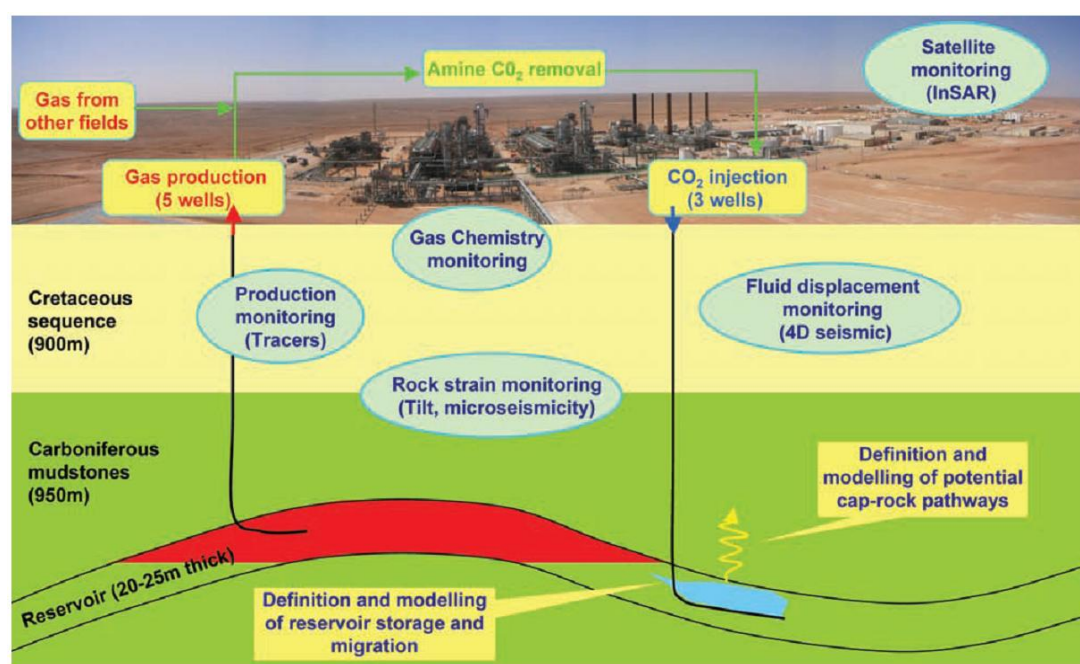 Satellite
monitoring
(InSAR)
Amine C0₂ removal
Gas from
other fields
Gas production
(5 wells)
CO₂ injection
(3 wells)
Gas Chemistry
monitoring
Cretaceous
sequence
(900m)
Production
monitoring
(Tracers)
Fluid displacement
monitoring
(4D seismic)
Rock strain monitoring
(Tilt, microseismicity)
Carboniferous
mudstones
(950m)
Definition and
modelling of potential
cap-rock pathways
Reservoir (20-25m thick)
Definition and modelling
of reservoir storage and
migration